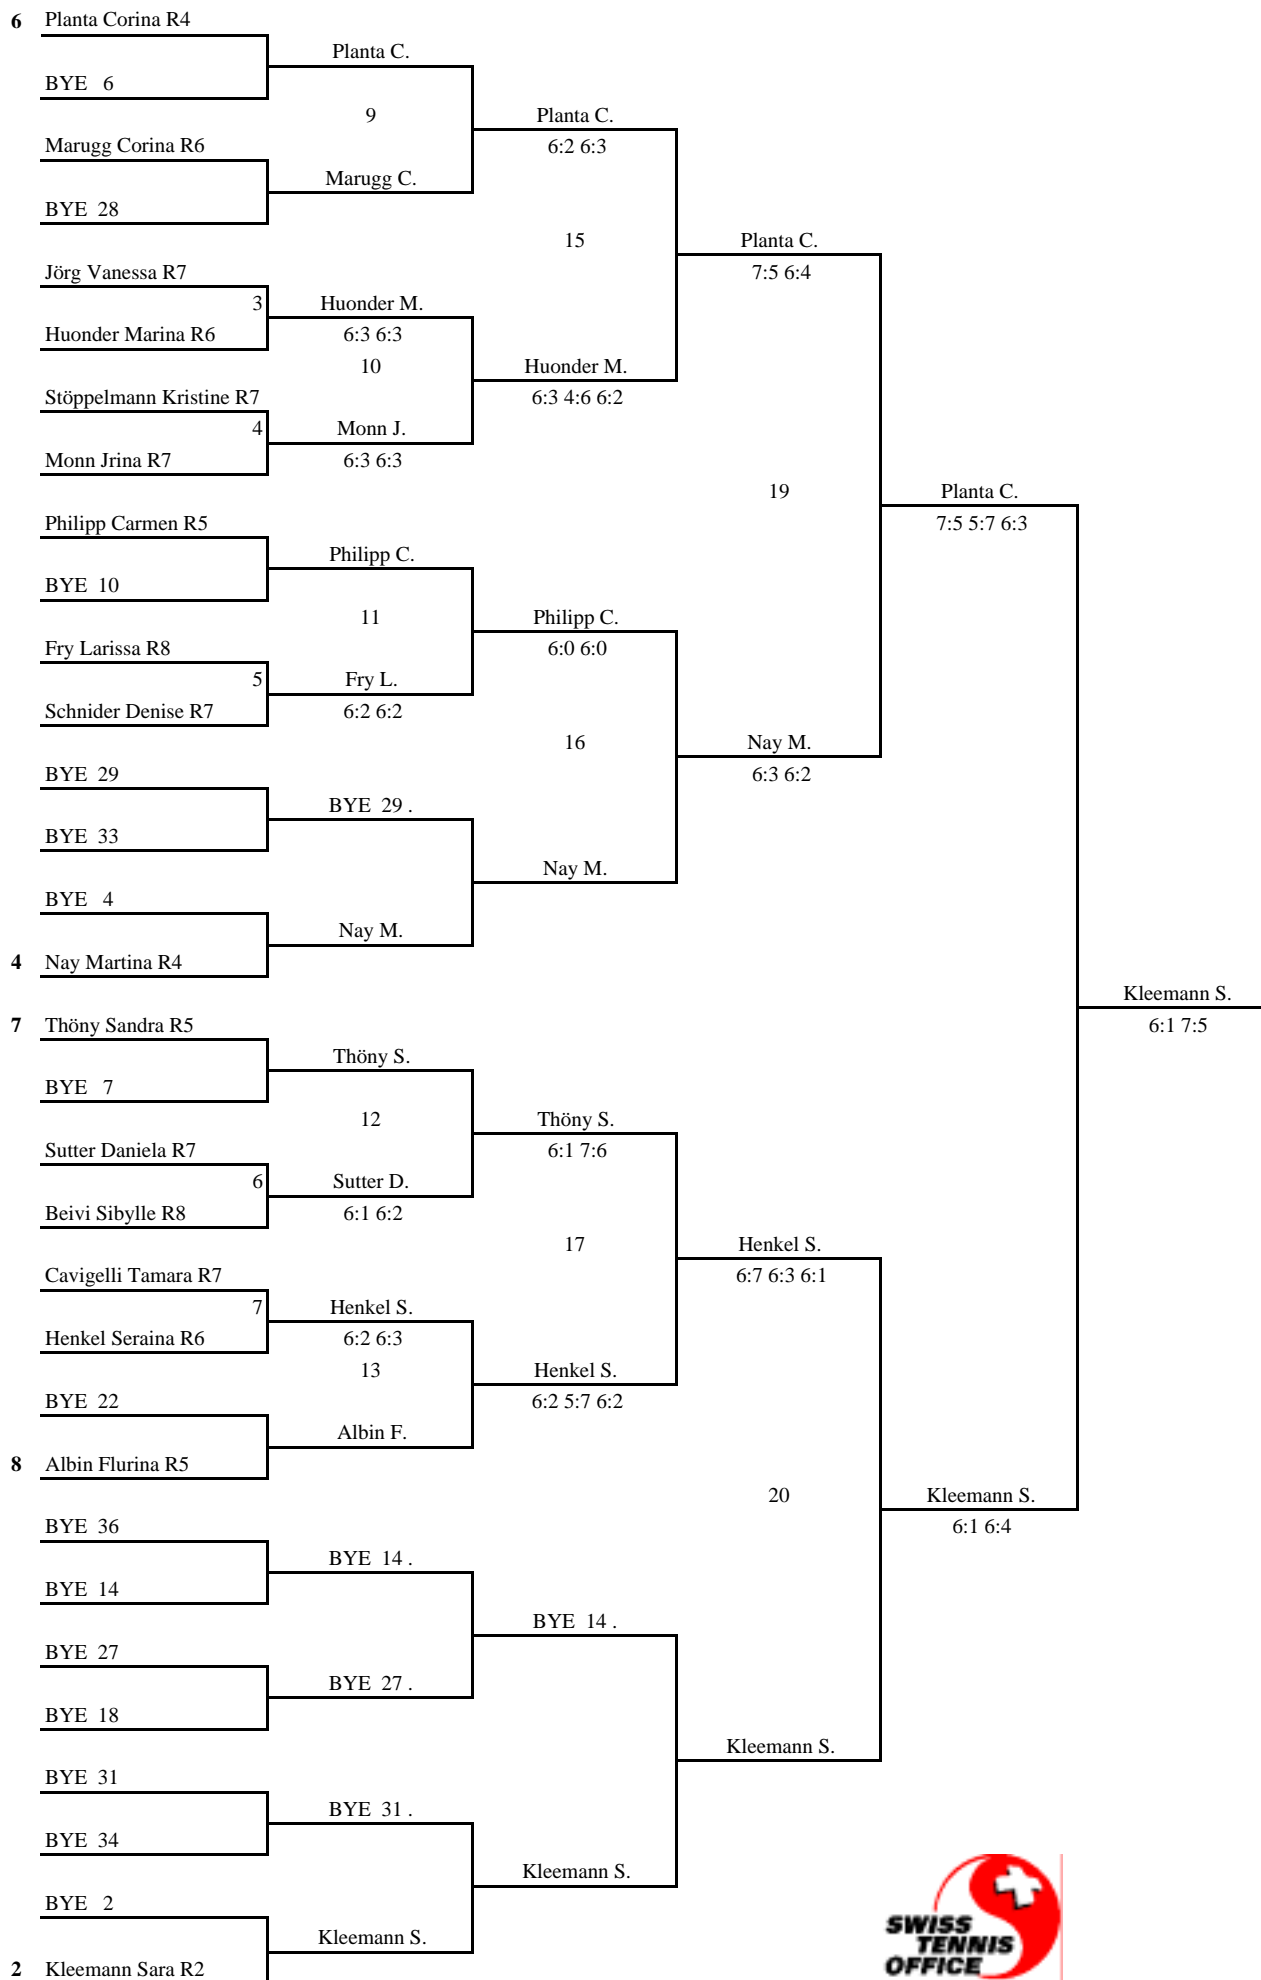 6 Planta Corina R4
Planta C.
BYE 6
9 Planta C.
6:2 6:3
Marugg Corina R6
Marugg C.
BYE 28
15 Planta C.
7:5 6:4
Jörg Vanessa R7
3 Huonder M.
Huonder Marina R6 6:3 6:3
10 Huonder M.
Stöppelmann Kristine R7 6:3 4:6 6:2
4 Monn J.
Monn Jrina R7 6:3 6:3
19 Planta C.
Philipp Carmen R5 7:5 5:7 6:3
Philipp C.
BYE 10
11 Philipp C.
Fry Larissa R8 6:0 6:0
5 Fry L.
Schnider Denise R7 6:2 6:2
16 Nay M.
BYE 29 6:3 6:2
BYE 29 .
BYE 33
Nay M.
BYE 4
Nay M.
4 Nay Martina R4
Kleemann S.
7 Thöny Sandra R5 6:1 7:5
Thöny S.
BYE 7
12 Thöny S.
Sutter Daniela R7 6:1 7:6
6 Sutter D.
Beivi Sibylle R8 6:1 6:2
17 Henkel S.
Cavigelli Tamara R7 6:7 6:3 6:1
7 Henkel S.
Henkel Seraina R6 6:2 6:3
13 Henkel S.
BYE 22 6:2 5:7 6:2
Albin F.
8 Albin Flurina R5
20 Kleemann S.
BYE 36 6:1 6:4
BYE 14 .
BYE 14
BYE 14 .
BYE 27
BYE 27 .
BYE 18
Kleemann S.
BYE 31
BYE 31 .
BYE 34
Kleemann S.
BYE 2
Kleemann S.
2 Kleemann Sara R2
SWISS
TENNIS
OFFICE